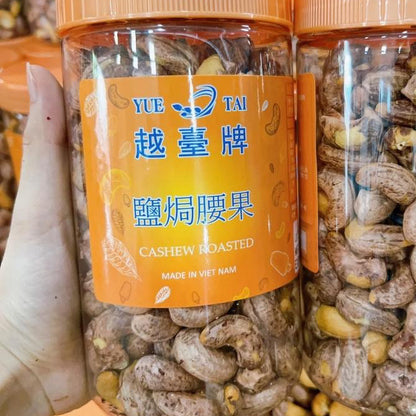 YUE TAI
越臺牌
鹽焗腰果
CASHEW ROASTED
MADE IN VIET NAM